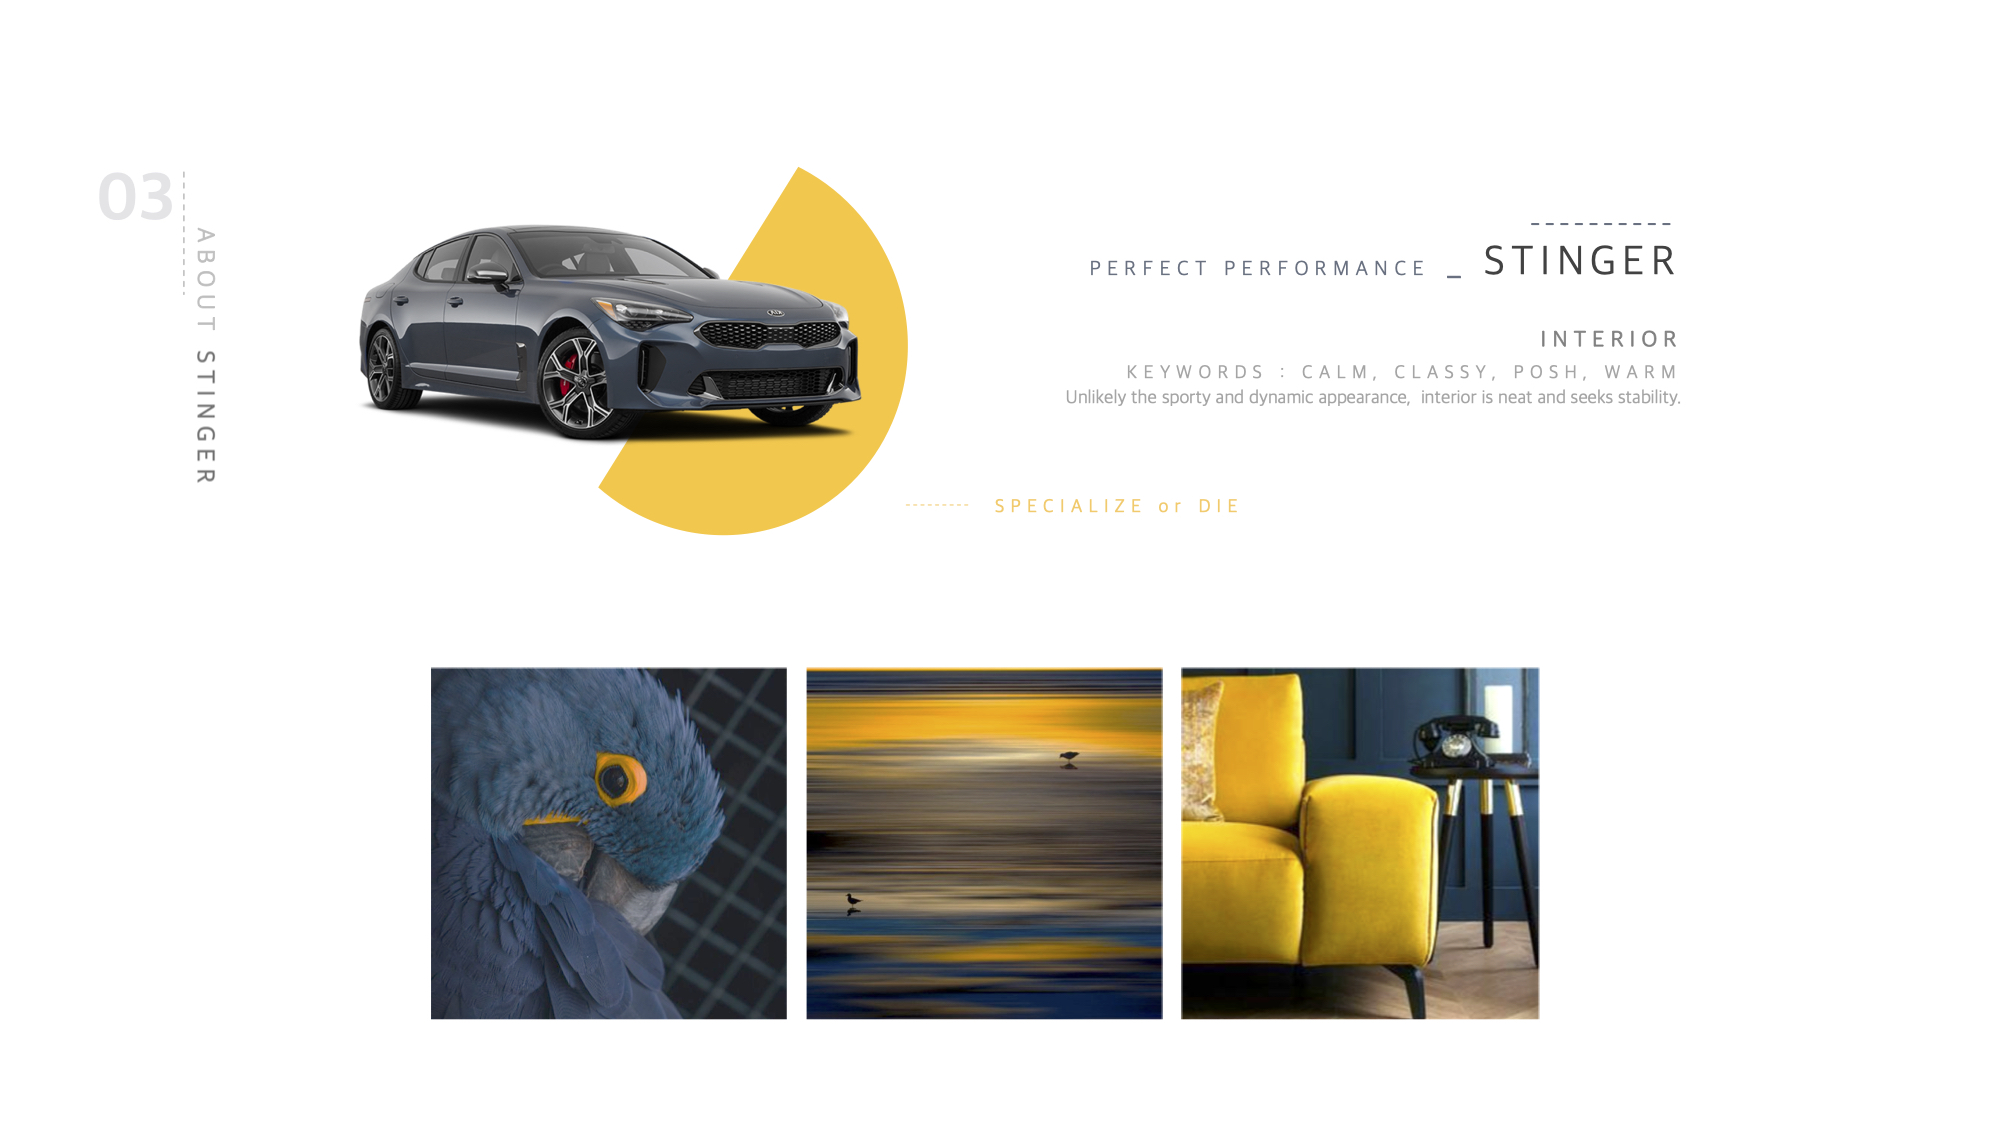 03
ABOUT STINGER
PERFECT PERFORMANCE _ STINGER
INTERIOR
KEYWORDS : CALM, CLASSY, POSH, WARM
Unlikely the sporty and dynamic appearance,  interior is neat and seeks stability.
SPECIALIZE or DIE